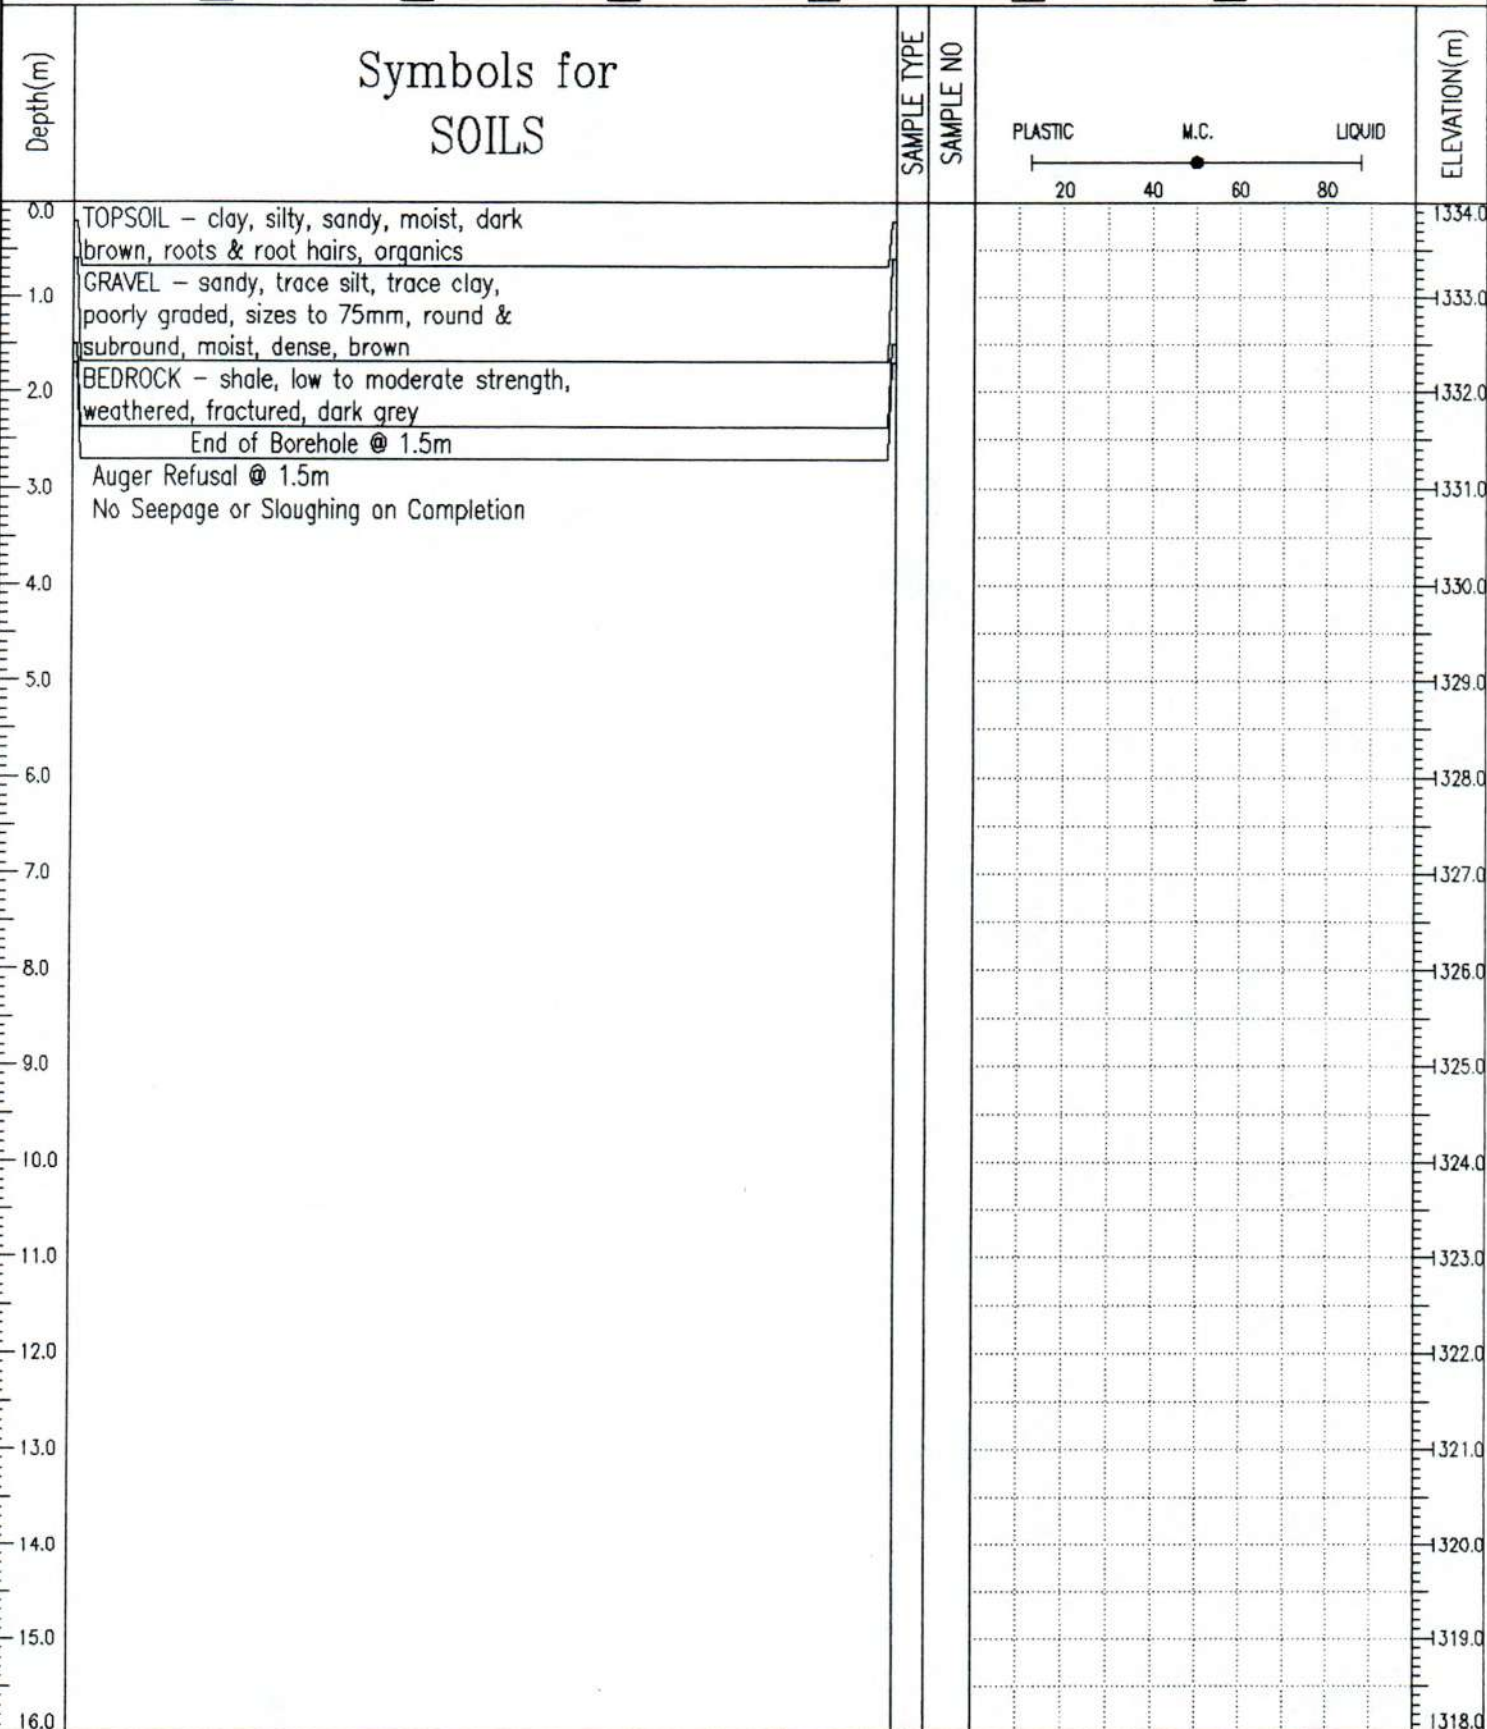 Depth(m)
Symbols for
SOILS
SAMPLE TYPE
SAMPLE NO
PLASTIC M.C. LIQUID
20 40 60 80
ELEVATION(m)
0.0
TOPSOIL – clay, silty, sandy, moist, dark
brown, roots & root hairs, organics
GRAVEL – sandy, trace silt, trace clay,
poorly graded, sizes to 75mm, round &
subround, moist, dense, brown
BEDROCK – shale, low to moderate strength,
weathered, fractured, dark grey
End of Borehole @ 1.5m
Auger Refusal @ 1.5m
No Seepage or Sloughing on Completion
1.0
2.0
3.0
4.0
5.0
6.0
7.0
8.0
9.0
10.0
11.0
12.0
13.0
14.0
15.0
16.0
1334.0
1333.0
1332.0
1331.0
1330.0
1329.0
1328.0
1327.0
1326.0
1325.0
1324.0
1323.0
1322.0
1321.0
1320.0
1319.0
1318.0